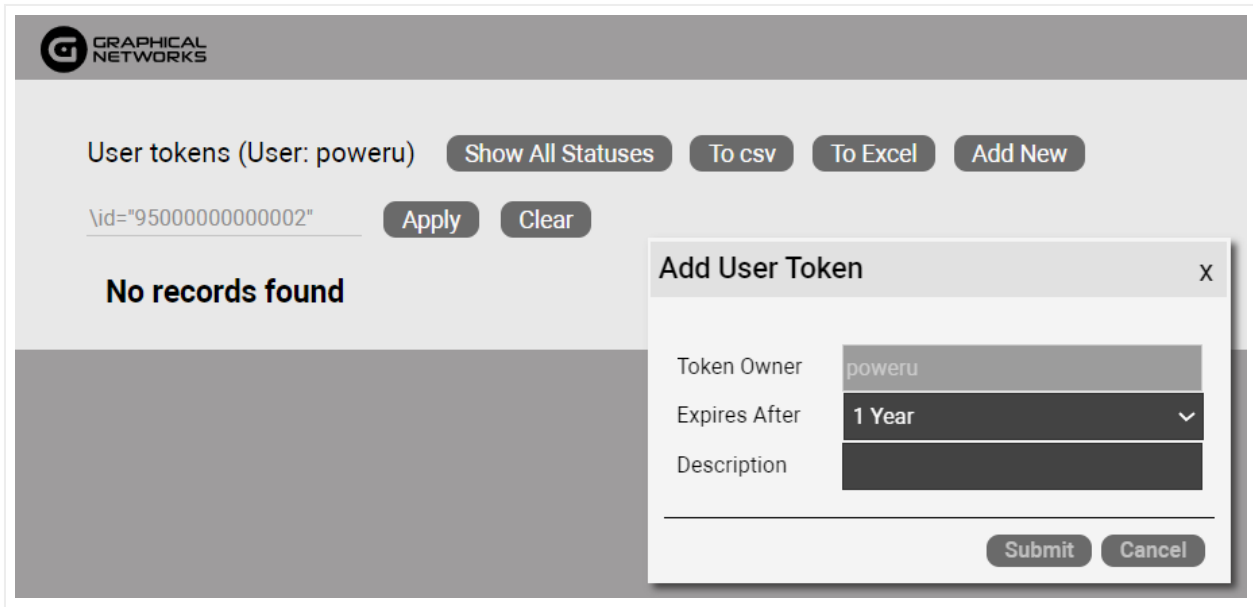 GRAPHICAL
NETWORKS
User tokens (User: poweru) Show All Statuses To csv To Excel Add New
\id="95000000000002" Apply Clear
No records found
Add User Token x
Token Owner poweru
Expires After 1 Year
Description
Submit Cancel